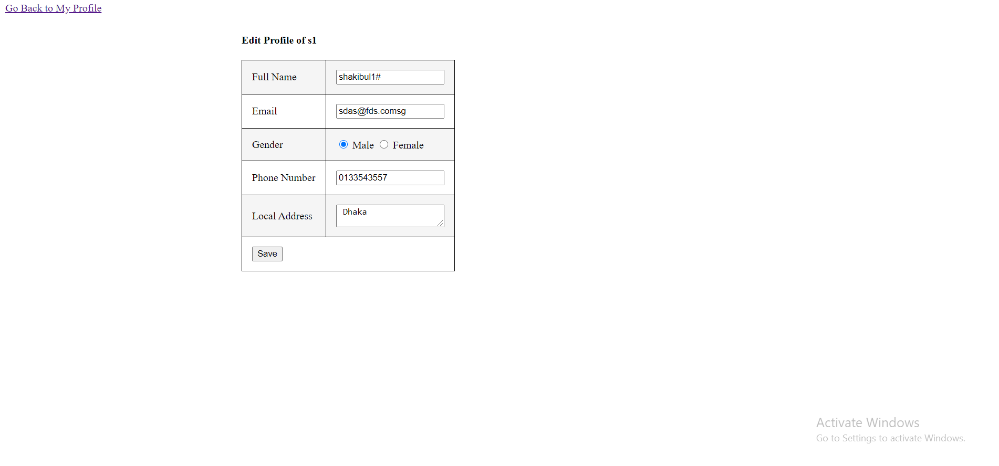 Go Back to My Profile
Edit Profile of s1
Full Name shakibul1#
Email sdas@fds.comsg
Gender Male Female
Phone Number 0133543557
Local Address Dhaka
Save
Activate Windows
Go to Settings to activate Windows.